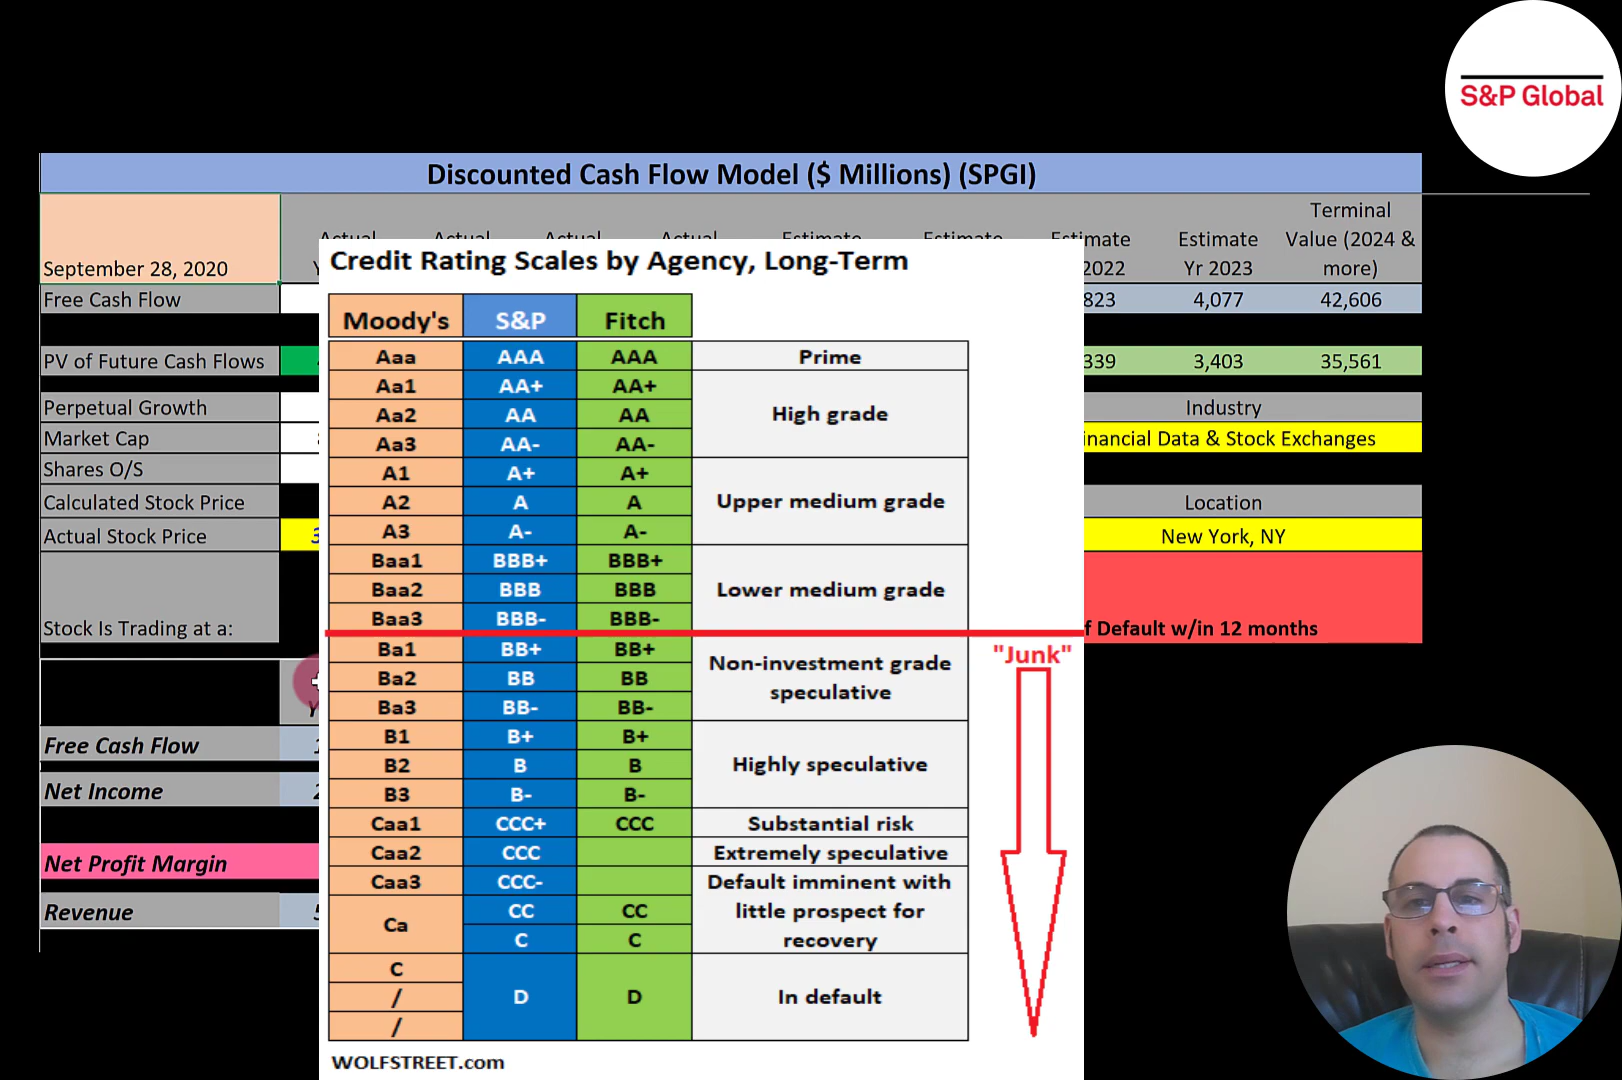 S&P Global
Discounted Cash Flow Model ($ Millions) (SPGI)
Terminal
Actual Actual Actual Actual Estimate Estimate Estimate Estimate Value (2024 &
September 28, 2020 2022 Yr 2023 more)
Free Cash Flow 823 4,077 42,606
PV of Future Cash Flows 339 3,403 35,561
Perpetual Growth Industry
Market Cap inancial Data & Stock Exchanges
Shares O/S
Calculated Stock Price Location
Actual Stock Price New York, NY
Stock Is Trading at a: f Default w/in 12 months
Free Cash Flow
Net Income
Net Profit Margin
Revenue
Credit Rating Scales by Agency, Long-Term
Moody's S&P Fitch
Aaa AAA AAA Prime
Aa1 AA+ AA+
Aa2 AA AA High grade
Aa3 AA- AA-
A1 A+ A+
A2 A A Upper medium grade
A3 A- A-
Baa1 BBB+ BBB+
Baa2 BBB BBB Lower medium grade
Baa3 BBB- BBB-
"Junk"
Ba1 BB+ BB+ Non-investment grade
Ba2 BB BB speculative
Ba3 BB- BB-
B1 B+ B+
B2 B B Highly speculative
B3 B- B-
Caa1 CCC+ CCC Substantial risk
Caa2 CCC Extremely speculative
Caa3 CCC- Default imminent with
CC CC little prospect for
Ca
C C recovery
C
/ D D In default
/
WOLFSTREET.com